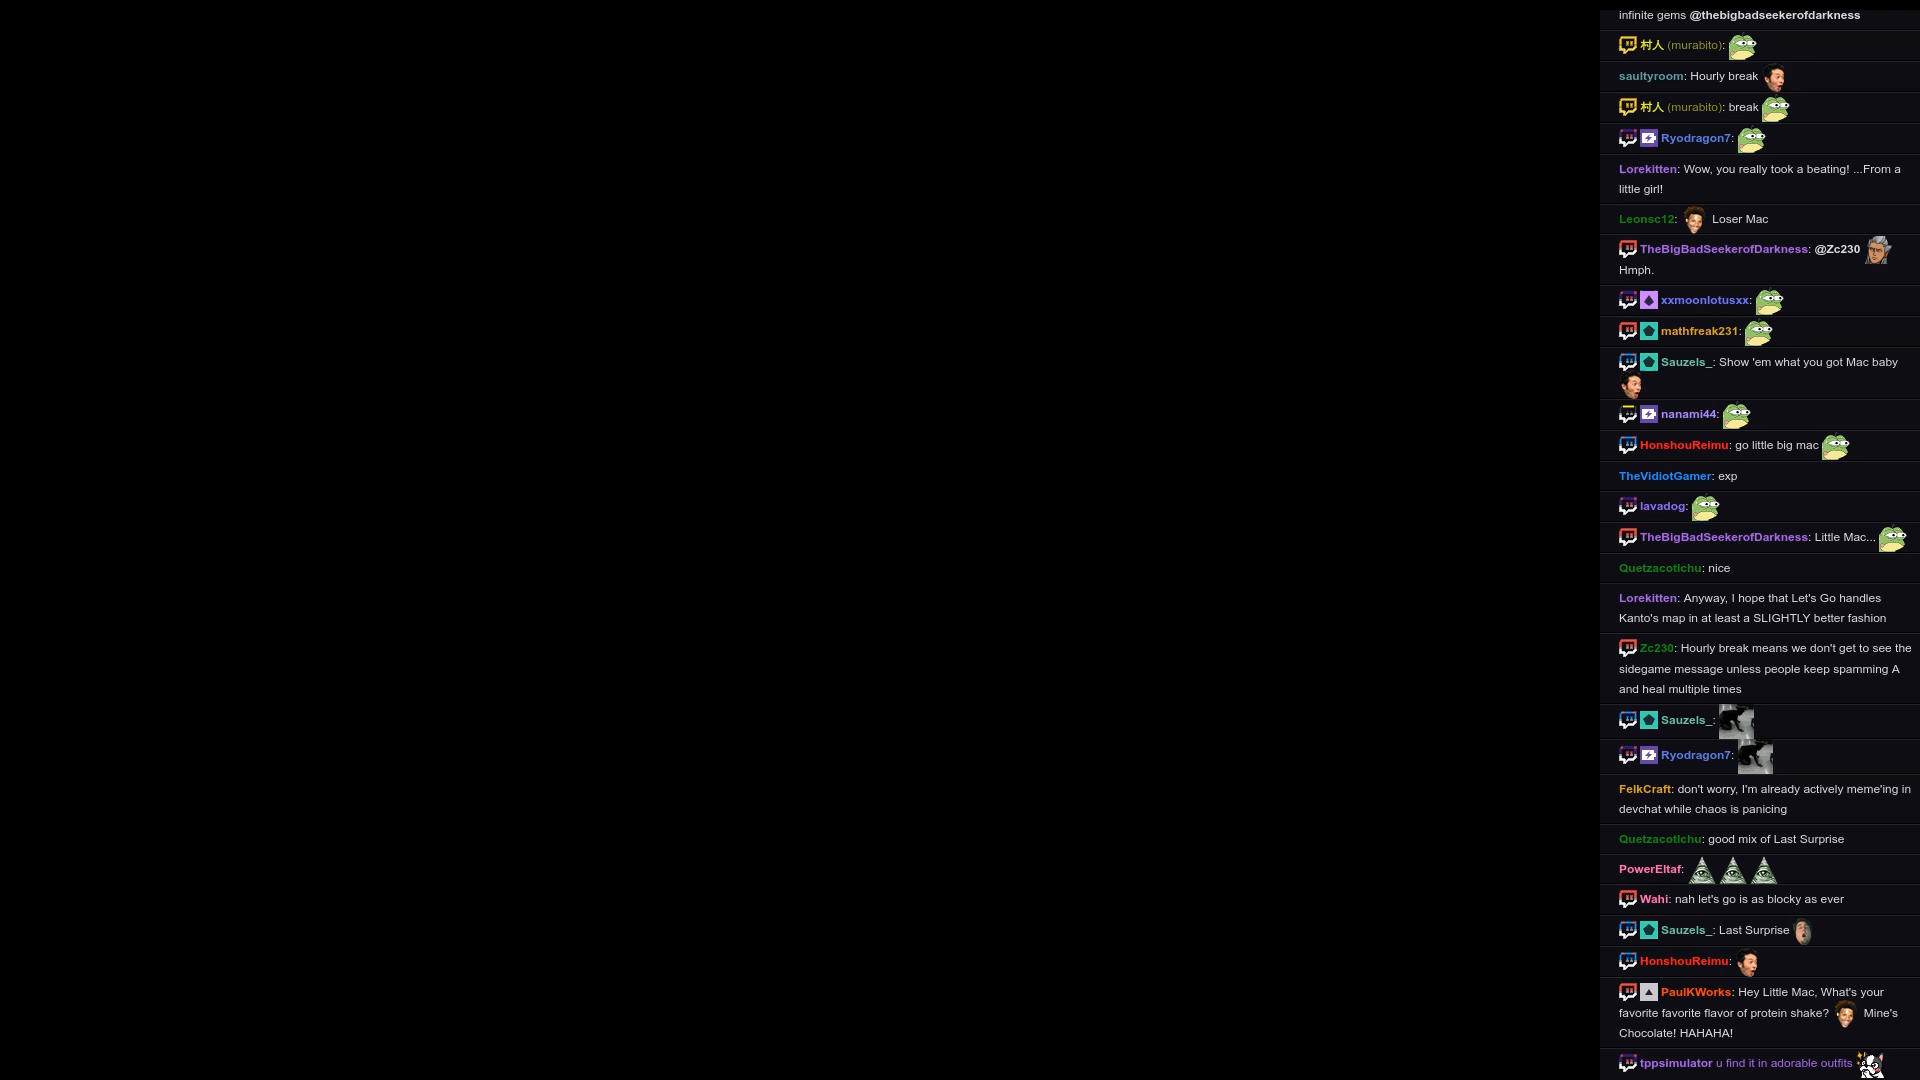 infinite gems @thebigbadseekerofdarkness
村人 (murabito):
saultyroom: Hourly break
村人 (murabito): break
Ryodragon7:
Lorekitten: Wow, you really took a beating! ...From a
little girl!
Leonsc12: Loser Mac
TheBigBadSeekerofDarkness: @Zc230
Hmph.
xxmoonlotusxx:
mathfreak231:
Sauzels_: Show 'em what you got Mac baby
nanami44:
HonshouReimu: go little big mac
TheVidiotGamer: exp
lavadog:
TheBigBadSeekerofDarkness: Little Mac...
Quetzacotlchu: nice
Lorekitten: Anyway, I hope that Let's Go handles
Kanto's map in at least a SLIGHTLY better fashion
Zc230: Hourly break means we don't get to see the
sidegame message unless people keep spamming A
and heal multiple times
Sauzels_:
Ryodragon7:
FelkCraft: don't worry, I'm already actively meme'ing in
devchat while chaos is panicing
Quetzacotlchu: good mix of Last Surprise
PowerEltaf:
Wahi: nah let's go is as blocky as ever
Sauzels_: Last Surprise
HonshouReimu:
PaulKWorks: Hey Little Mac, What's your
favorite favorite flavor of protein shake? Mine's
Chocolate! HAHAHA!
tppsimulator u find it in adorable outfits